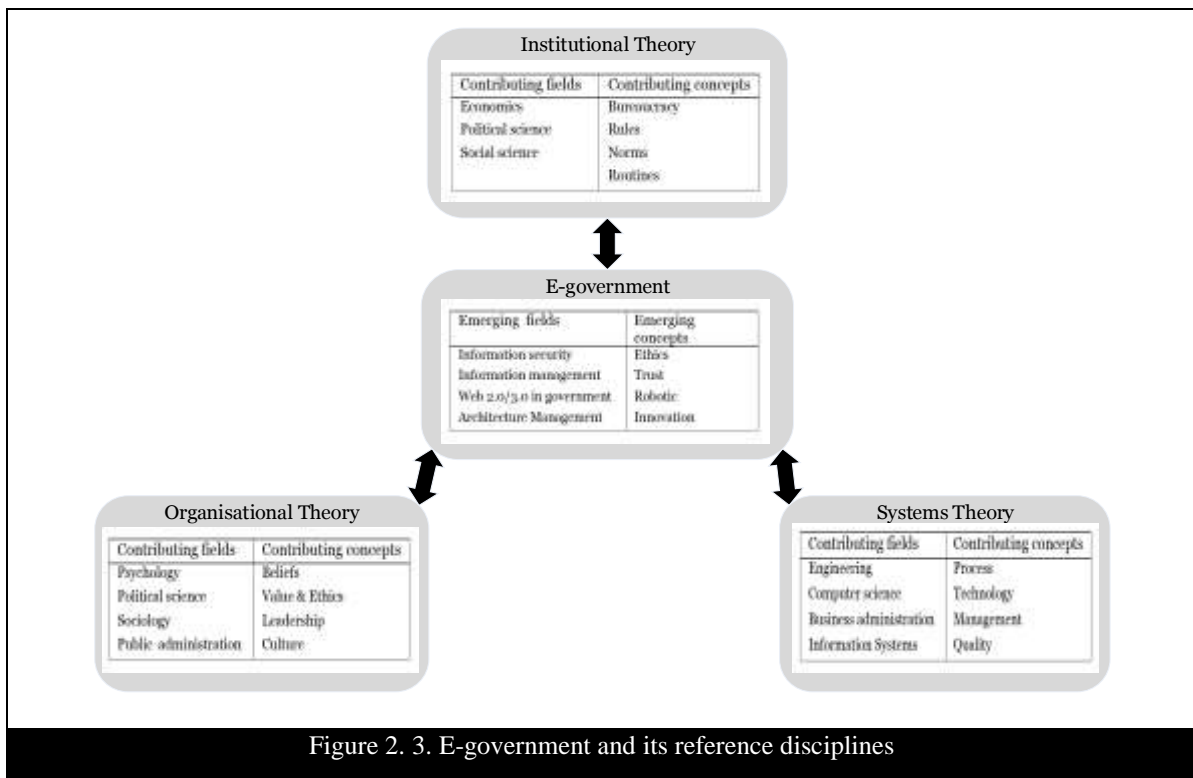 Institutional Theory
Contributing fields Contributing concepts
Economics Bureaucracy
Political science Rules
Social science Norms
Routines
E-government
Emerging fields Emerging
concepts
Information security Ethics
Information management Trust
Web 2.0/3.0 in government Robotic
Architecture Management Innovation
Organisational Theory
Contributing fields Contributing concepts
Psychology Beliefs
Political science Value & Ethics
Sociology Leadership
Public administration Culture
Systems Theory
Contributing fields Contributing concepts
Engineering Process
Computer science Technology
Business administration Management
Information Systems Quality
Figure 2. 3. E-government and its reference disciplines